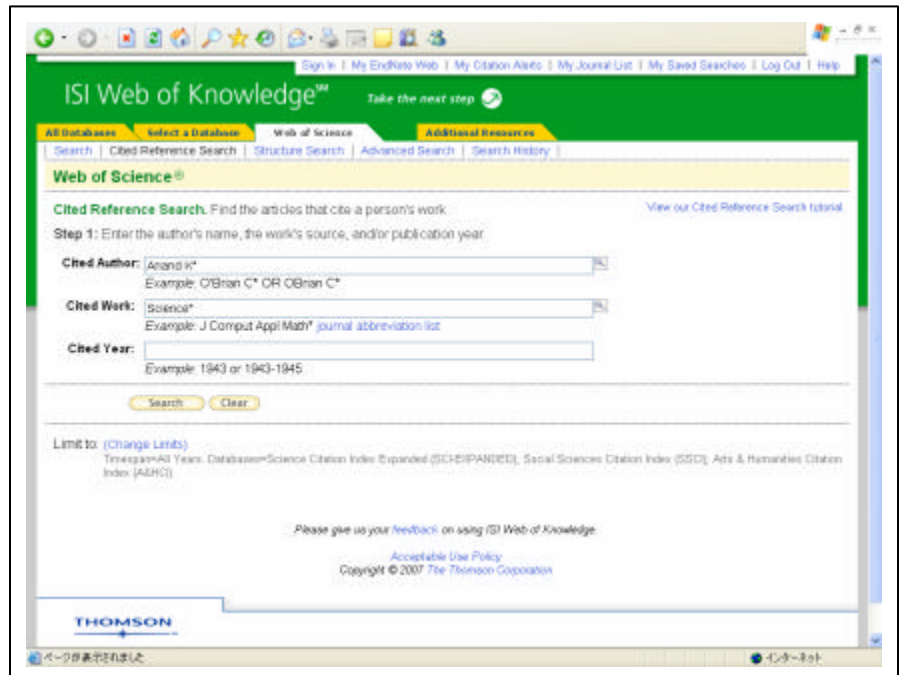 Sign In | My EndNote Web | My Citation Alerts | My Journal List | My Saved Searches | Log Out | Help
ISI Web of Knowledge℠ Take the next step
All Databases Select a Database Web of Science Additional Resources
Search | Cited Reference Search | Structure Search | Advanced Search | Search History |
Web of Science®
Cited Reference Search. Find the articles that cite a person's work
View our Cited Reference Search tutorial
Step 1: Enter the author's name, the work's source, and/or publication year.
Cited Author: Anand K*
Example: O'Brian C* OR OBrian C*
Cited Work: Science*
Example: J Comput Appl Math* journal abbreviation list
Cited Year:
Example: 1943 or 1943-1945
Search Clear
Limit to: (Change Limits)
Timespan=All Years. Databases=Science Citation Index Expanded (SCI-EXPANDED), Social Sciences Citation Index (SSCI), Arts & Humanities Citation
Index (A&HCI)
Please give us your feedback on using ISI Web of Knowledge.
Acceptable Use Policy
Copyright © 2007 The Thomson Corporation
THOMSON
ページが表示されました
インターネット